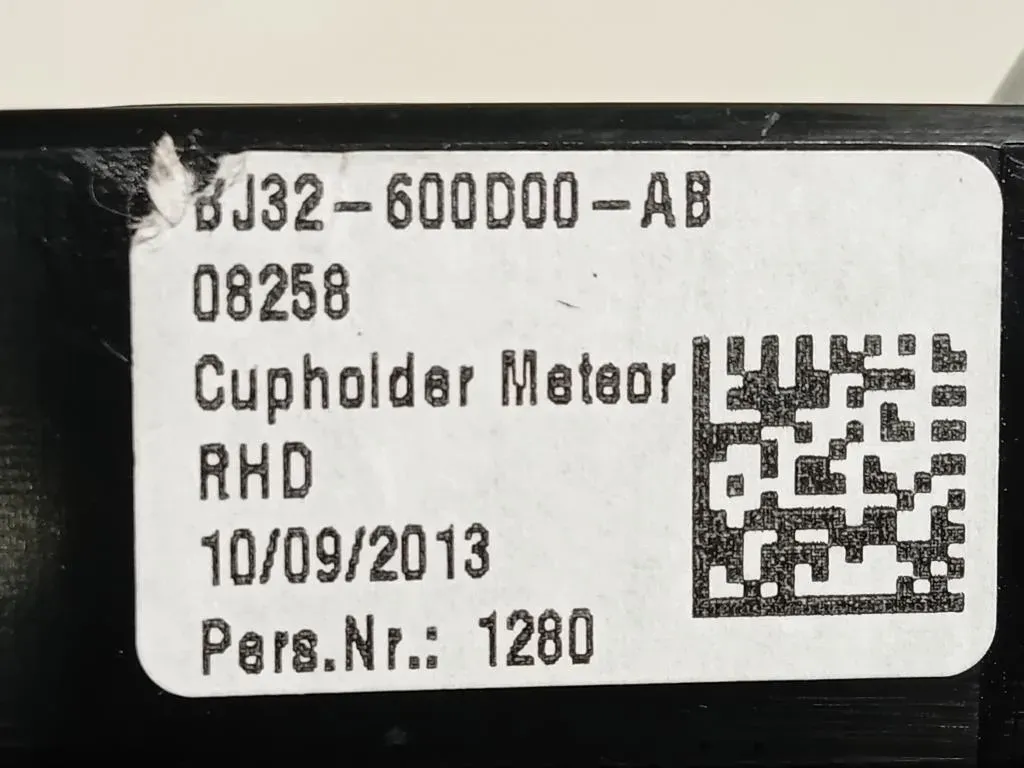 BJ32-600D00-AB
08258
Cupholder Meteor
RHD
10/09/2013
Pers.Nr.: 1280